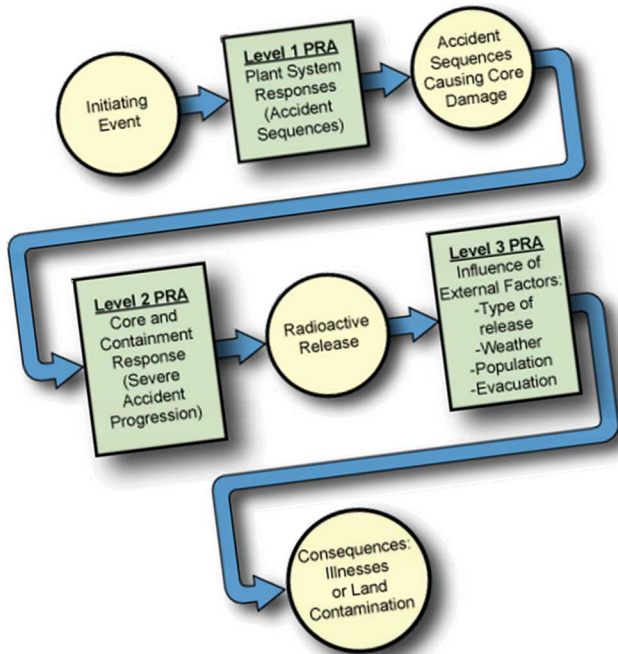 Initiating
Event
Level 1 PRA
Plant System
Responses
(Accident
Sequences)
Accident
Sequences
Causing Core
Damage
Level 2 PRA
Core and
Containment
Response
(Severe
Accident
Progression)
Radioactive
Release
Level 3 PRA
Influence of
External Factors:
-Type of
release
-Weather
-Population
-Evacuation
Consequences:
Illnesses
or Land
Contamination